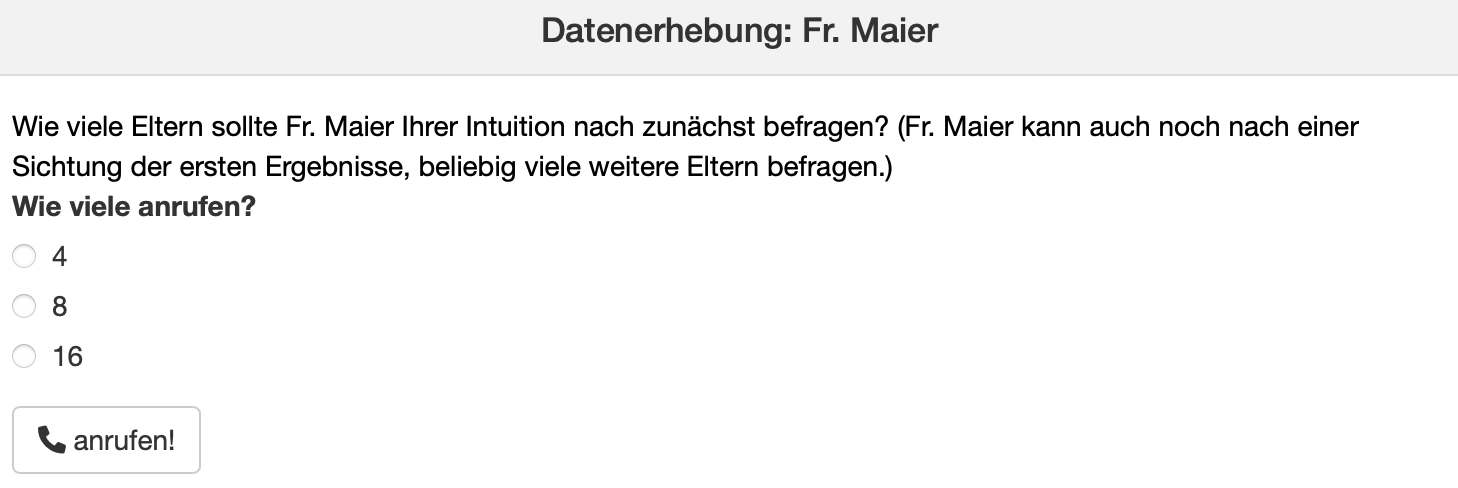 Datenerhebung: Fr. Maier
Wie viele Eltern sollte Fr. Maier Ihrer Intuition nach zunächst befragen? (Fr. Maier kann auch noch nach einer
Sichtung der ersten Ergebnisse, beliebig viele weitere Eltern befragen.)
Wie viele anrufen?
4
8
16
anrufen!